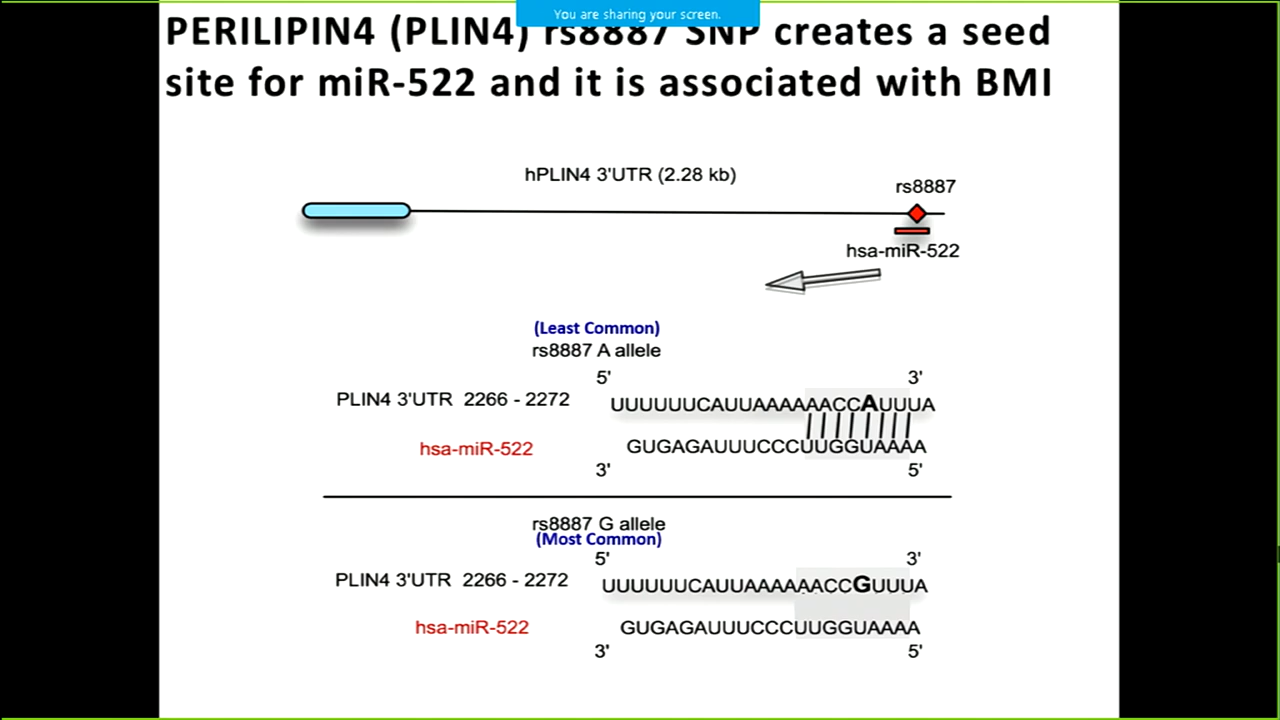 You are sharing your screen.
PERILIPIN4 (PLIN4) rs8887 SNP creates a seed
site for miR-522 and it is associated with BMI
hPLIN4 3'UTR (2.28 kb)
rs8887
hsa-miR-522
(Least Common)
rs8887 A allele
5' 3'
PLIN4 3'UTR 2266 - 2272 UUUUUUCAUUAAAAAACCAUUUA
hsa-miR-522 GUGAGAUUUCCCUUGGUAAAA
3' 5'
rs8887 G allele
(Most Common)
5' 3'
PLIN4 3'UTR 2266 - 2272 UUUUUUCAUUAAAAAACCGUUUA
hsa-miR-522 GUGAGAUUUCCCUUGGUAAAA
3' 5'